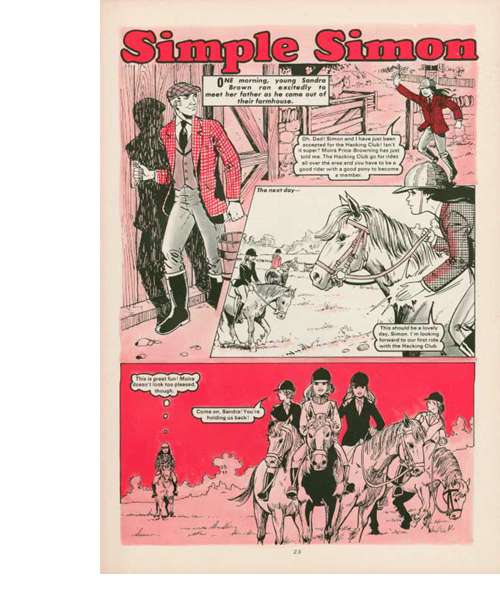 Simple Simon
ONE morning, young Sandra
Brown ran excitedly to
meet her father as he came out of
their farmhouse.
Oh, Dad! Simon and I have just been
accepted for the Hacking Club! Isn't
it super? Moira Price-Browning has just
told me. The Hacking Club go for rides
all over the area and you have to be a
good rider with a good pony to become
a member.
The next day—
This should be a lovely
day, Simon. I'm looking
forward to our first ride
with the Hacking Club.
This is great fun! Moira
doesn't look too pleased,
though.
Come on, Sandra! You're
holding us back!
23